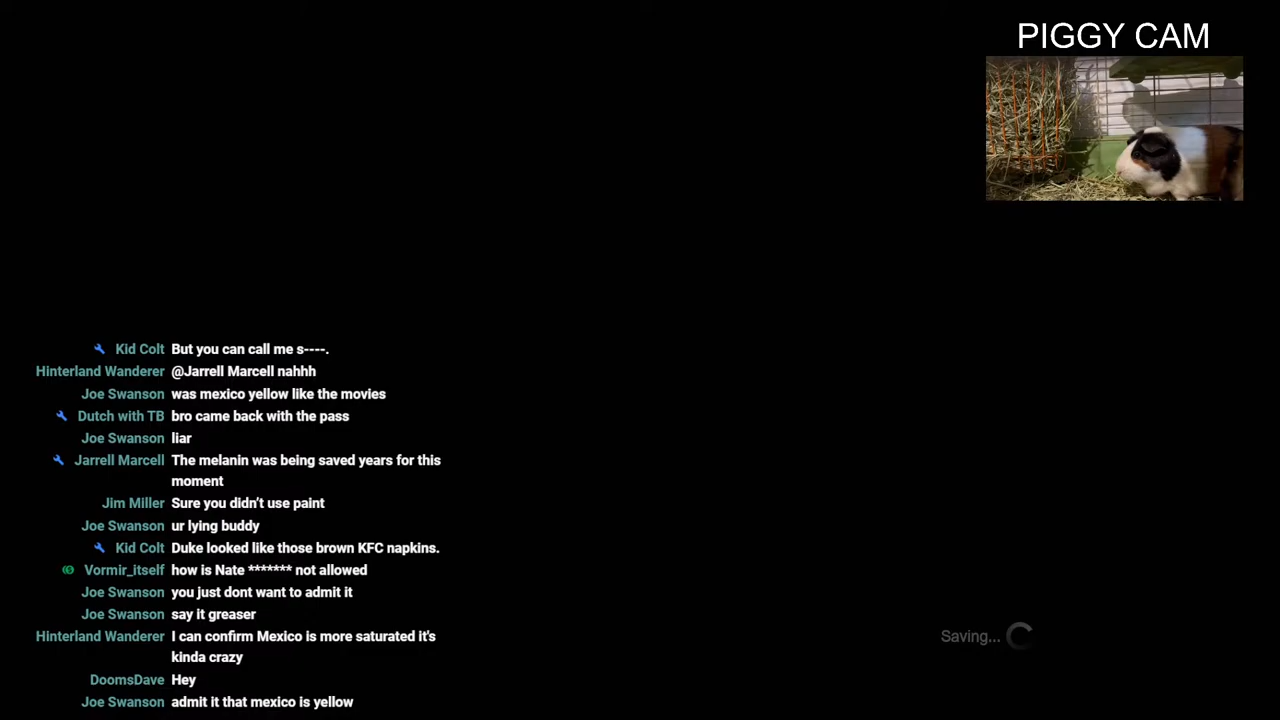 PIGGY CAM
Kid Colt But you can call me s----.
Hinterland Wanderer @Jarrell Marcell nahhh
Joe Swanson was mexico yellow like the movies
Dutch with TB bro came back with the pass
Joe Swanson liar
Jarrell Marcell The melanin was being saved years for this
moment
Jim Miller Sure you didn't use paint
Joe Swanson ur lying buddy
Kid Colt Duke looked like those brown KFC napkins.
Vormir_itself how is Nate ******* not allowed
Joe Swanson you just dont want to admit it
Joe Swanson say it greaser
Hinterland Wanderer I can confirm Mexico is more saturated it's
kinda crazy
Saving...
DoomsDave Hey
Joe Swanson admit it that mexico is yellow